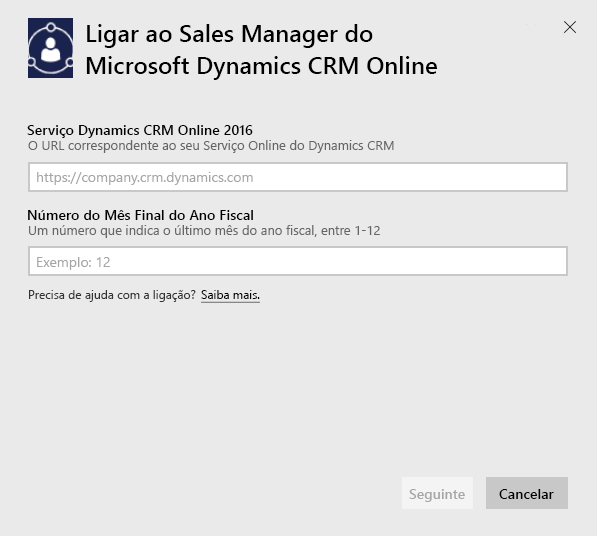 Ligar ao Sales Manager do
Microsoft Dynamics CRM Online
Serviço Dynamics CRM Online 2016
O URL correspondente ao seu Serviço Online do Dynamics CRM
https://company.crm.dynamics.com
Número do Mês Final do Ano Fiscal
Um número que indica o último mês do ano fiscal, entre 1-12
Exemplo: 12
Precisa de ajuda com a ligação? Saiba mais.
Seguinte Cancelar